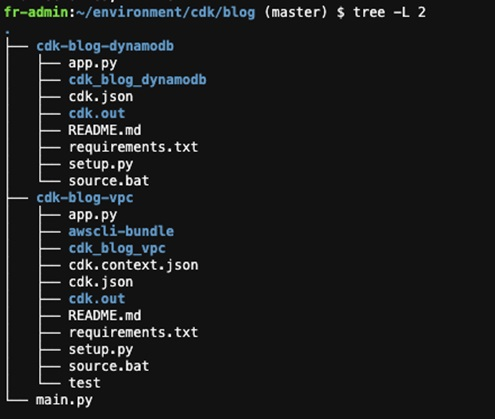 fr-admin:~/environment/cdk/blog (master) $ tree -L 2
.
├── cdk-blog-dynamodb
│   ├── app.py
│   ├── cdk_blog_dynamodb
│   ├── cdk.json
│   ├── cdk.out
│   ├── README.md
│   ├── requirements.txt
│   ├── setup.py
│   └── source.bat
├── cdk-blog-vpc
│   ├── app.py
│   ├── awscli-bundle
│   ├── cdk_blog_vpc
│   ├── cdk.context.json
│   ├── cdk.json
│   ├── cdk.out
│   ├── README.md
│   ├── requirements.txt
│   ├── setup.py
│   ├── source.bat
│   └── test
└── main.py